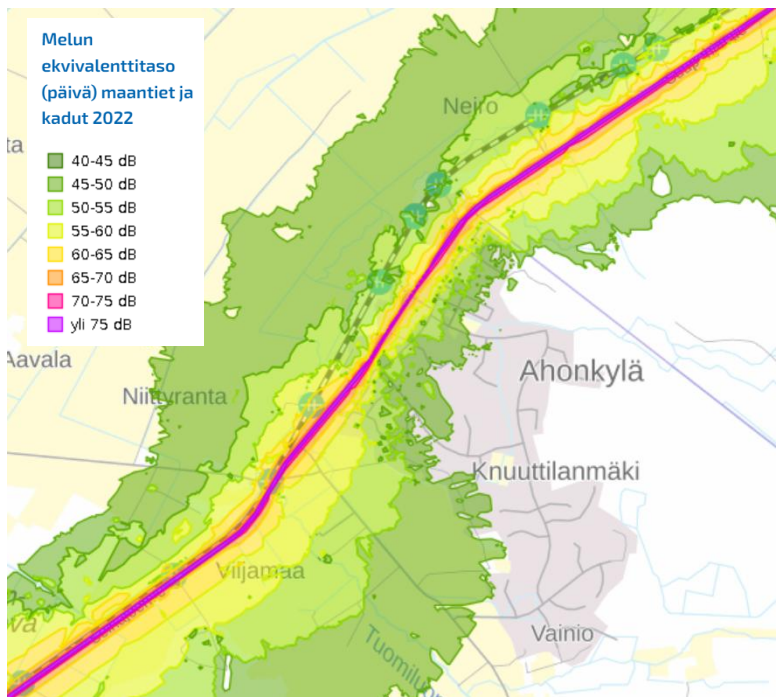 Melun
ekvivalenttitaso
(päivä) maantiet ja
kadut 2022
40-45 dB
45-50 dB
50-55 dB
55-60 dB
60-65 dB
65-70 dB
70-75 dB
yli 75 dB
Neiro
ta
Aavala
Niittyranta
Ahonkylä
Knuuttilanmäki
Viljamaa
Vainio